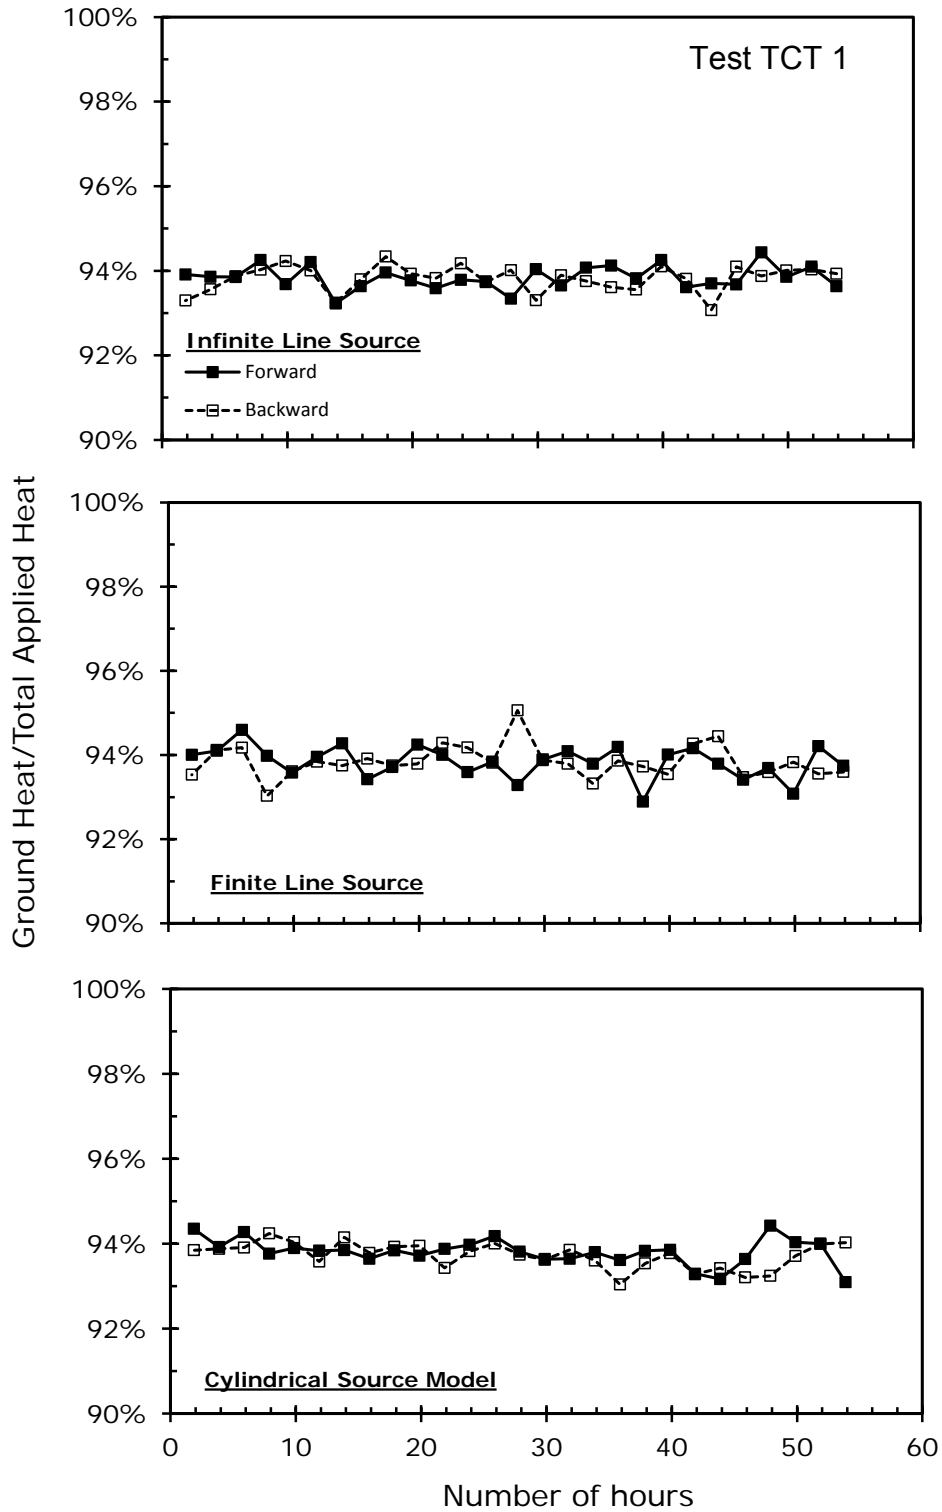 Ground Heat/Total Applied Heat
100%
98%
96%
94%
92%
90%
Test TCT 1
Infinite Line Source
Forward
Backward
100%
98%
96%
94%
92%
90%
Finite Line Source
100%
98%
96%
94%
92%
90%
Cylindrical Source Model
0 10 20 30 40 50 60
Number of hours